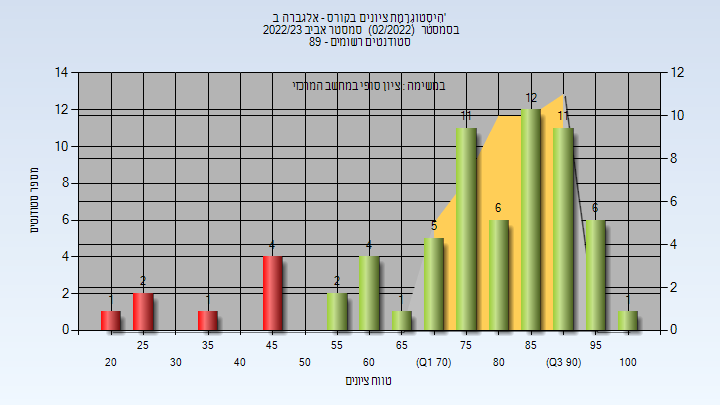 'היסטוגרמת ציונים בקורס - אלגברה ב
בסמסטר (02/2022) סמסטר אביב 2022/23
סטודנטים רשומים - 89
במשימה : ציון סופי במחשב המרכזי
מספר סטודנטים
14 12 10 8 6 4 2 0
12 10 8 6 4 2 0
1 2 1 4 2 4 1 5 11 6 12 11 6 1
25 35 45 55 65 75 85 95
20 30 40 50 60 (Q1 70) 80 (Q3 90) 100
טווח ציונים